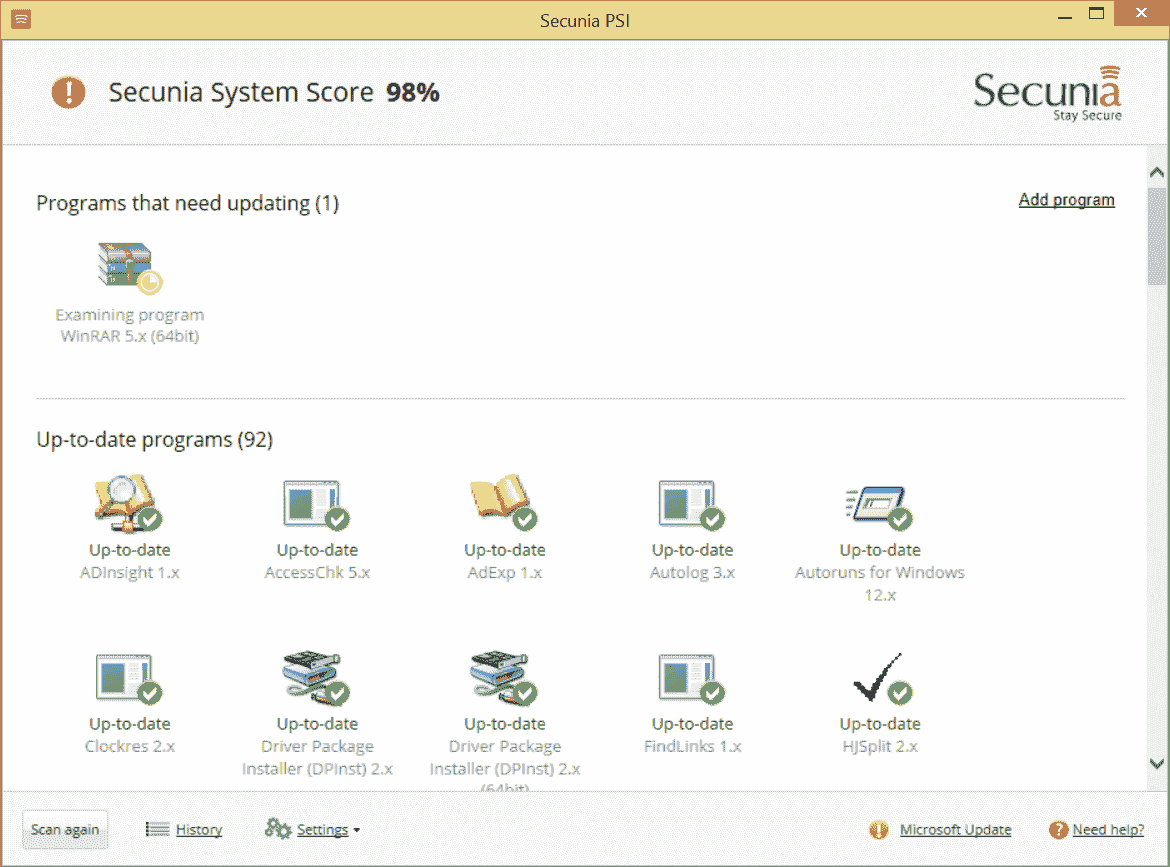 Secunia PSI
Secunia System Score 98%
Secunia
Stay Secure
Programs that need updating (1)
Add program
Examining program
WinRAR 5.x (64bit)
Up-to-date programs (92)
Up-to-date
ADInsight 1.x
Up-to-date
AccessChk 5.x
Up-to-date
AdExp 1.x
Up-to-date
Autolog 3.x
Up-to-date
Autoruns for Windows
12.x
Up-to-date
Clockres 2.x
Up-to-date
Driver Package
Installer (DPInst) 2.x
Up-to-date
Driver Package
Installer (DPInst) 2.x
(64bit)
Up-to-date
FindLinks 1.x
Up-to-date
HJSplit 2.x
Scan again
History
Settings
Microsoft Update
Need help?